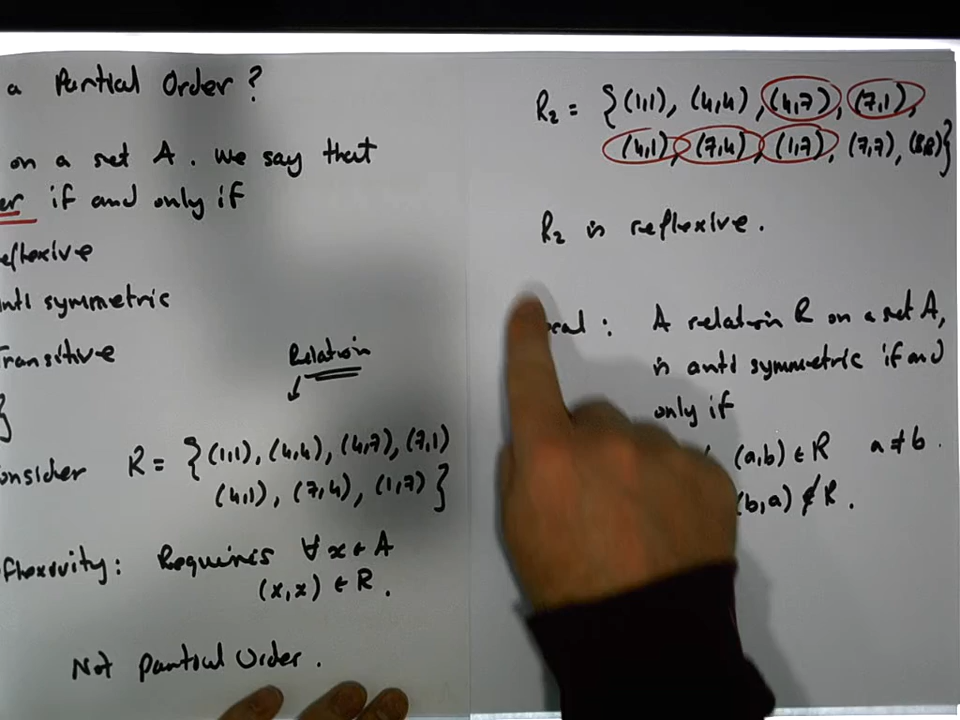 a Partial Order?
on a set A. We say that
er if and only if
eflexive
anti symmetric
Transitive
Relation
}
onsider R = {(1,1), (4,4), (4,7), (7,1)
(4,1), (7,4), (1,7)}
flexivity: Requires ∀ x ∈ A
(x,x) ∈ R.
Not Partial Order.
R₂ = {(1,1), (4,4), (4,7), (7,1),
(4,1), (7,4), (1,7), (7,7), (8,8)}
R₂ is reflexive.
: A relation R on a set A,
is anti symmetric if and
only if
(a,b) ∈ R a ≠ b.
(b,a) ∉ R.